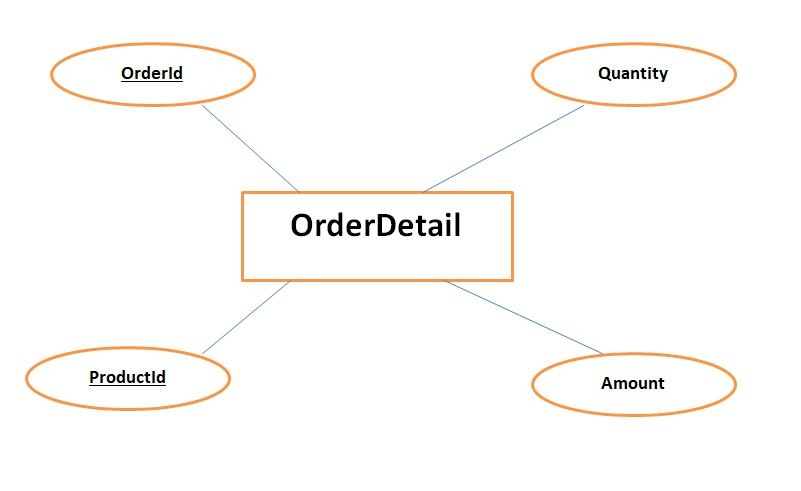 OrderId
Quantity
OrderDetail
ProductId
Amount